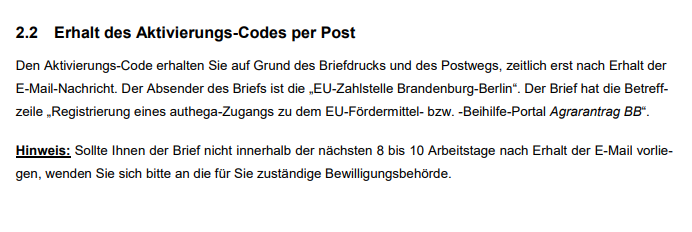 2.2 Erhalt des Aktivierungs-Codes per Post
Den Aktivierungs-Code erhalten Sie auf Grund des Briefdrucks und des Postwegs, zeitlich erst nach Erhalt der
E-Mail-Nachricht. Der Absender des Briefs ist die „EU-Zahlstelle Brandenburg-Berlin“. Der Brief hat die Betreff-
zeile „Registrierung eines authega-Zugangs zu dem EU-Fördermittel- bzw. -Beihilfe-Portal Agrarantrag BB“.
Hinweis: Sollte Ihnen der Brief nicht innerhalb der nächsten 8 bis 10 Arbeitstage nach Erhalt der E-Mail vorlie-
gen, wenden Sie sich bitte an die für Sie zuständige Bewilligungsbehörde.